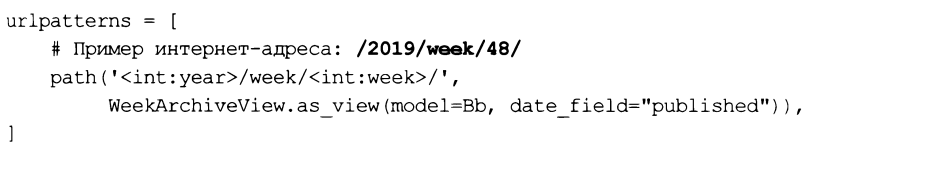 urlpatterns = [
    # Пример интернет-адреса: /2019/week/48/
    path('<int:year>/week/<int:week>/',
         WeekArchiveView.as_view(model=Bb, date_field="published")),
]